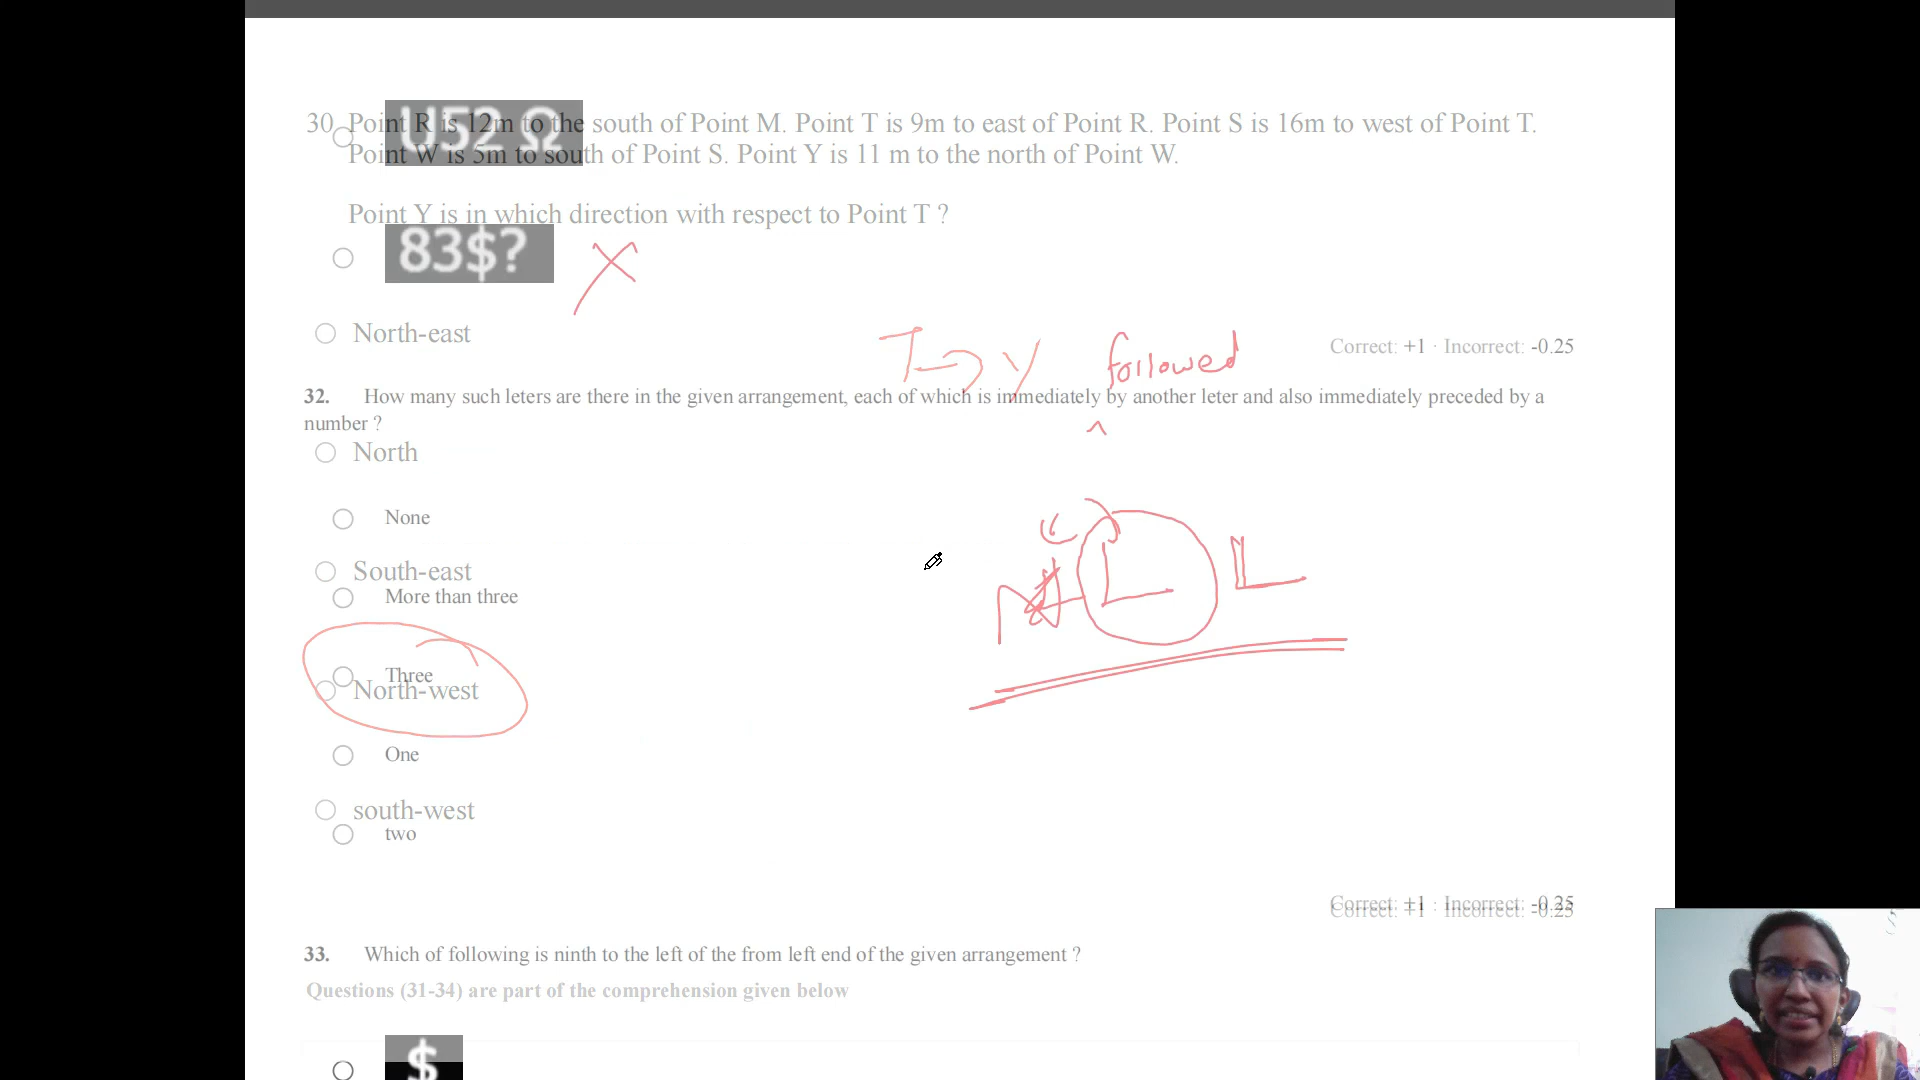 30 Point R is 12m to the south of Point M. Point T is 9m to east of Point R. Point S is 16m to west of Point T.
U52 Ω
Point W is 5m to south of Point S. Point Y is 11 m to the north of Point W.
Point Y is in which direction with respect to Point T ?
83$?
North-east
T y followed
Correct: +1 · Incorrect: -0.25
32. How many such leters are there in the given arrangement, each of which is immediately by another leter and also immediately preceded by a
number ?
North
None
South-east
More than three
N L L
Three
North-west
One
south-west
two
Correct: +1 · Incorrect: -0.25
Correct: +1 · Incorrect: -0.25
33. Which of following is ninth to the left of the from left end of the given arrangement ?
Questions (31-34) are part of the comprehension given below
$